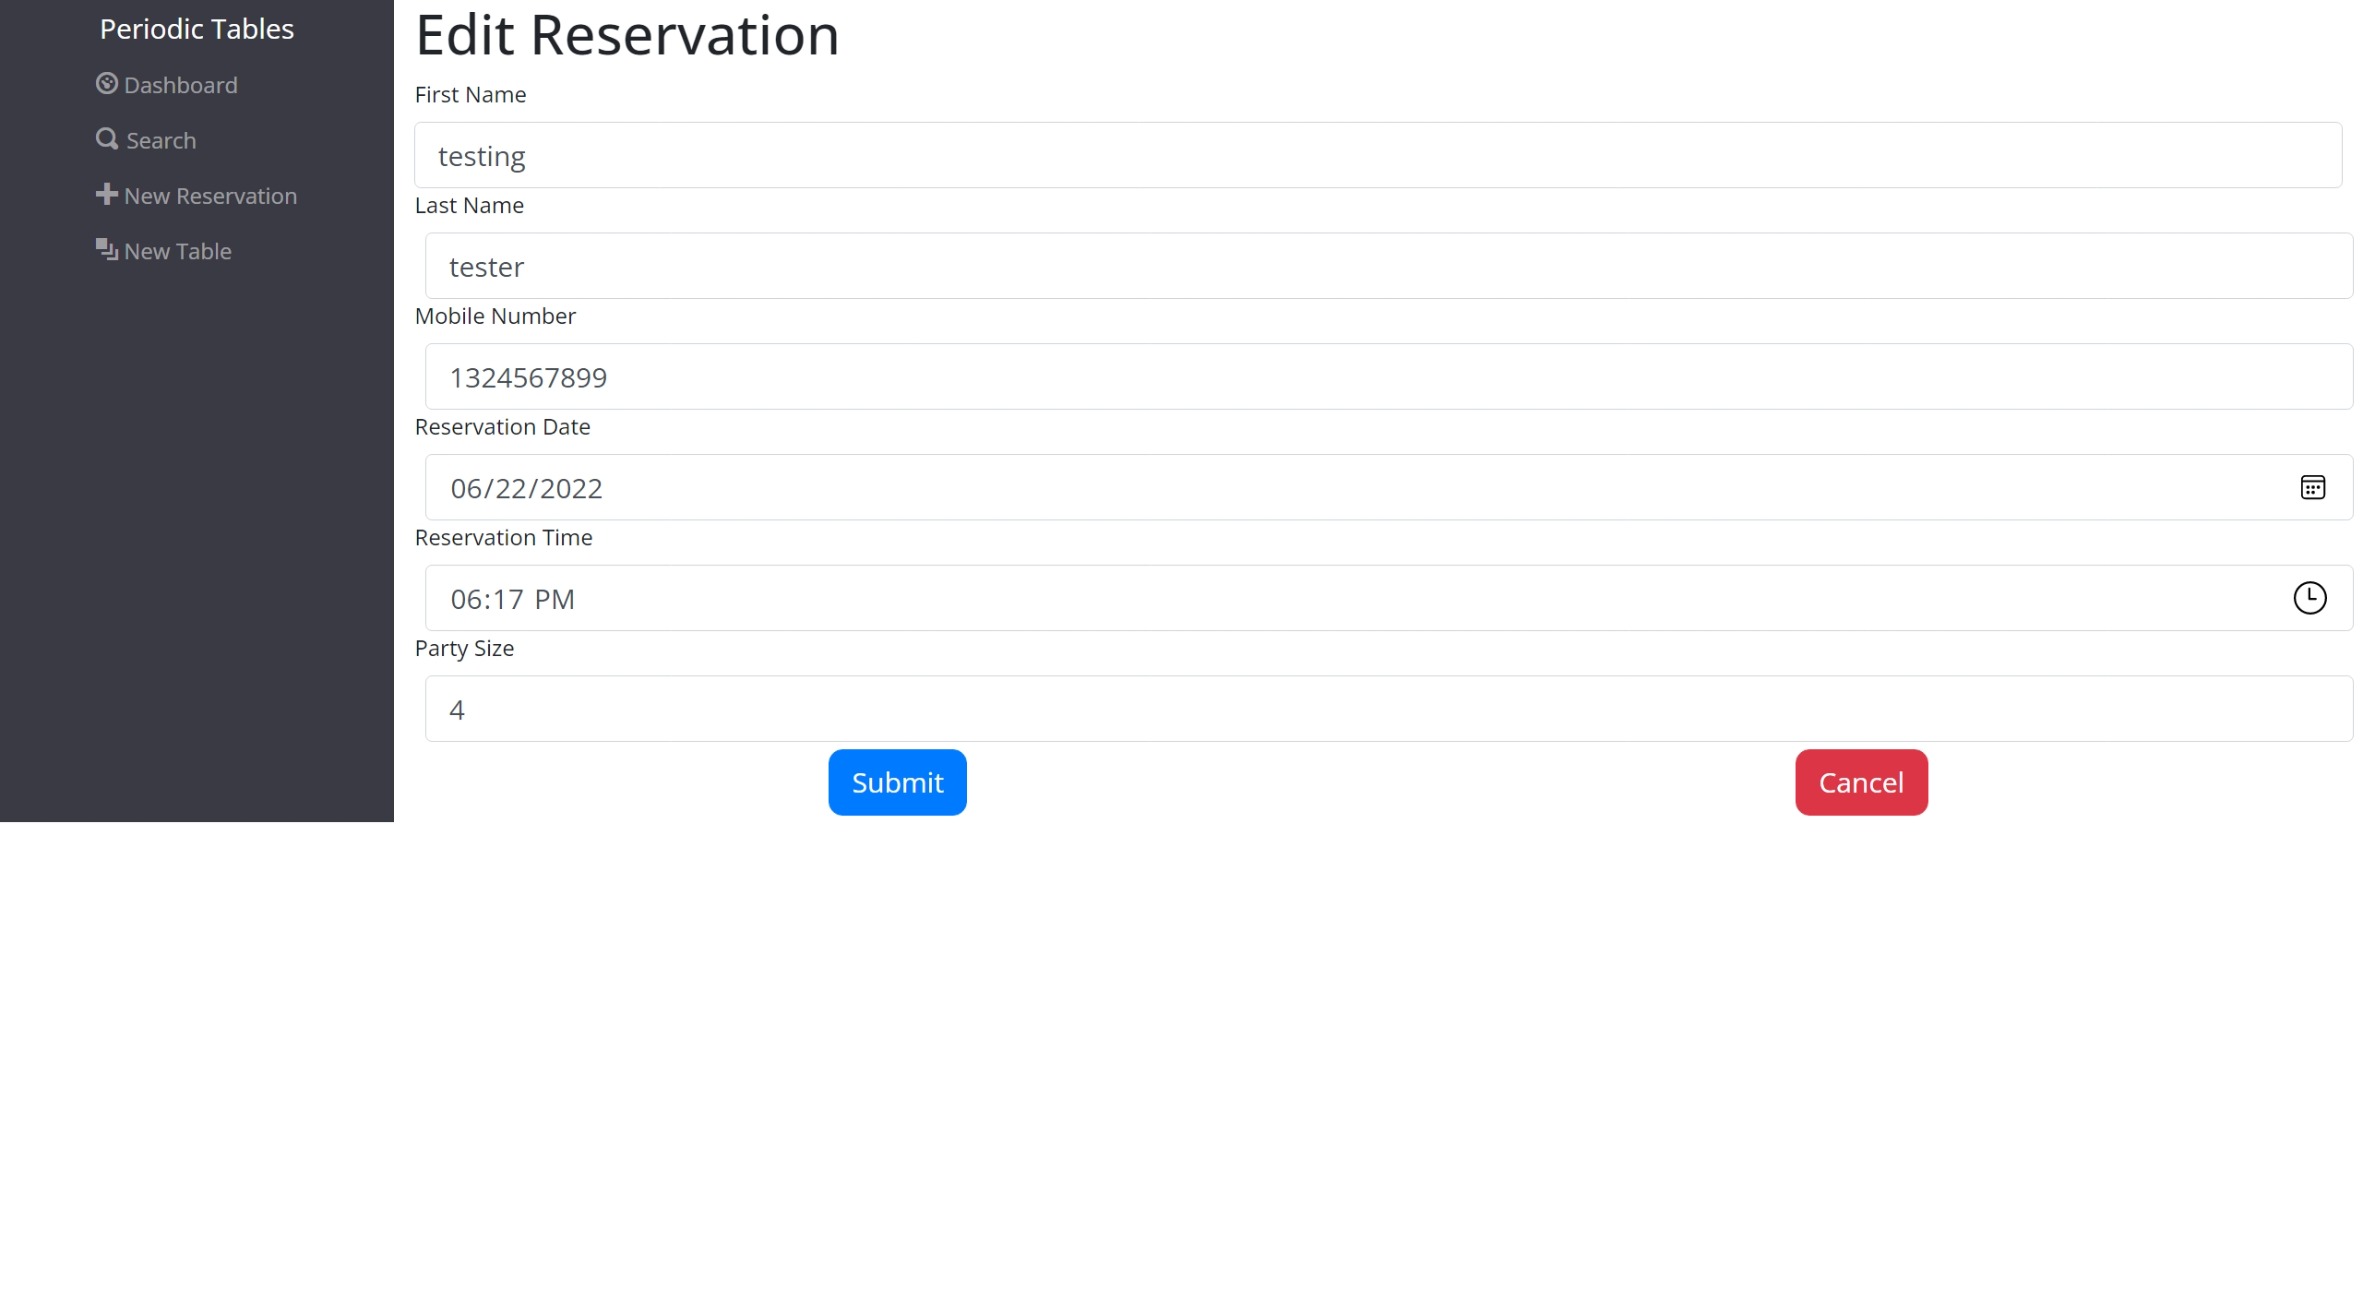 Periodic Tables
Dashboard
Search
New Reservation
New Table
Edit Reservation
First Name
testing
Last Name
tester
Mobile Number
1324567899
Reservation Date
06/22/2022
Reservation Time
06:17 PM
Party Size
4
Submit
Cancel